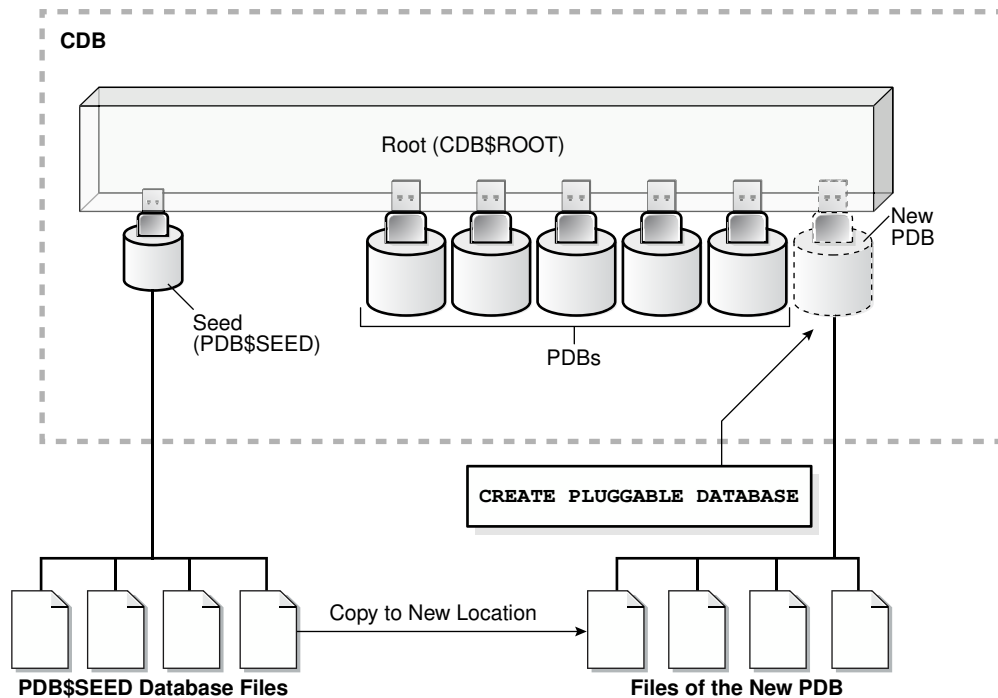 CDB
Root (CDB$ROOT)
New
PDB
Seed
(PDB$SEED)
PDBs
CREATE PLUGGABLE DATABASE
Copy to New Location
PDB$SEED Database Files
Files of the New PDB